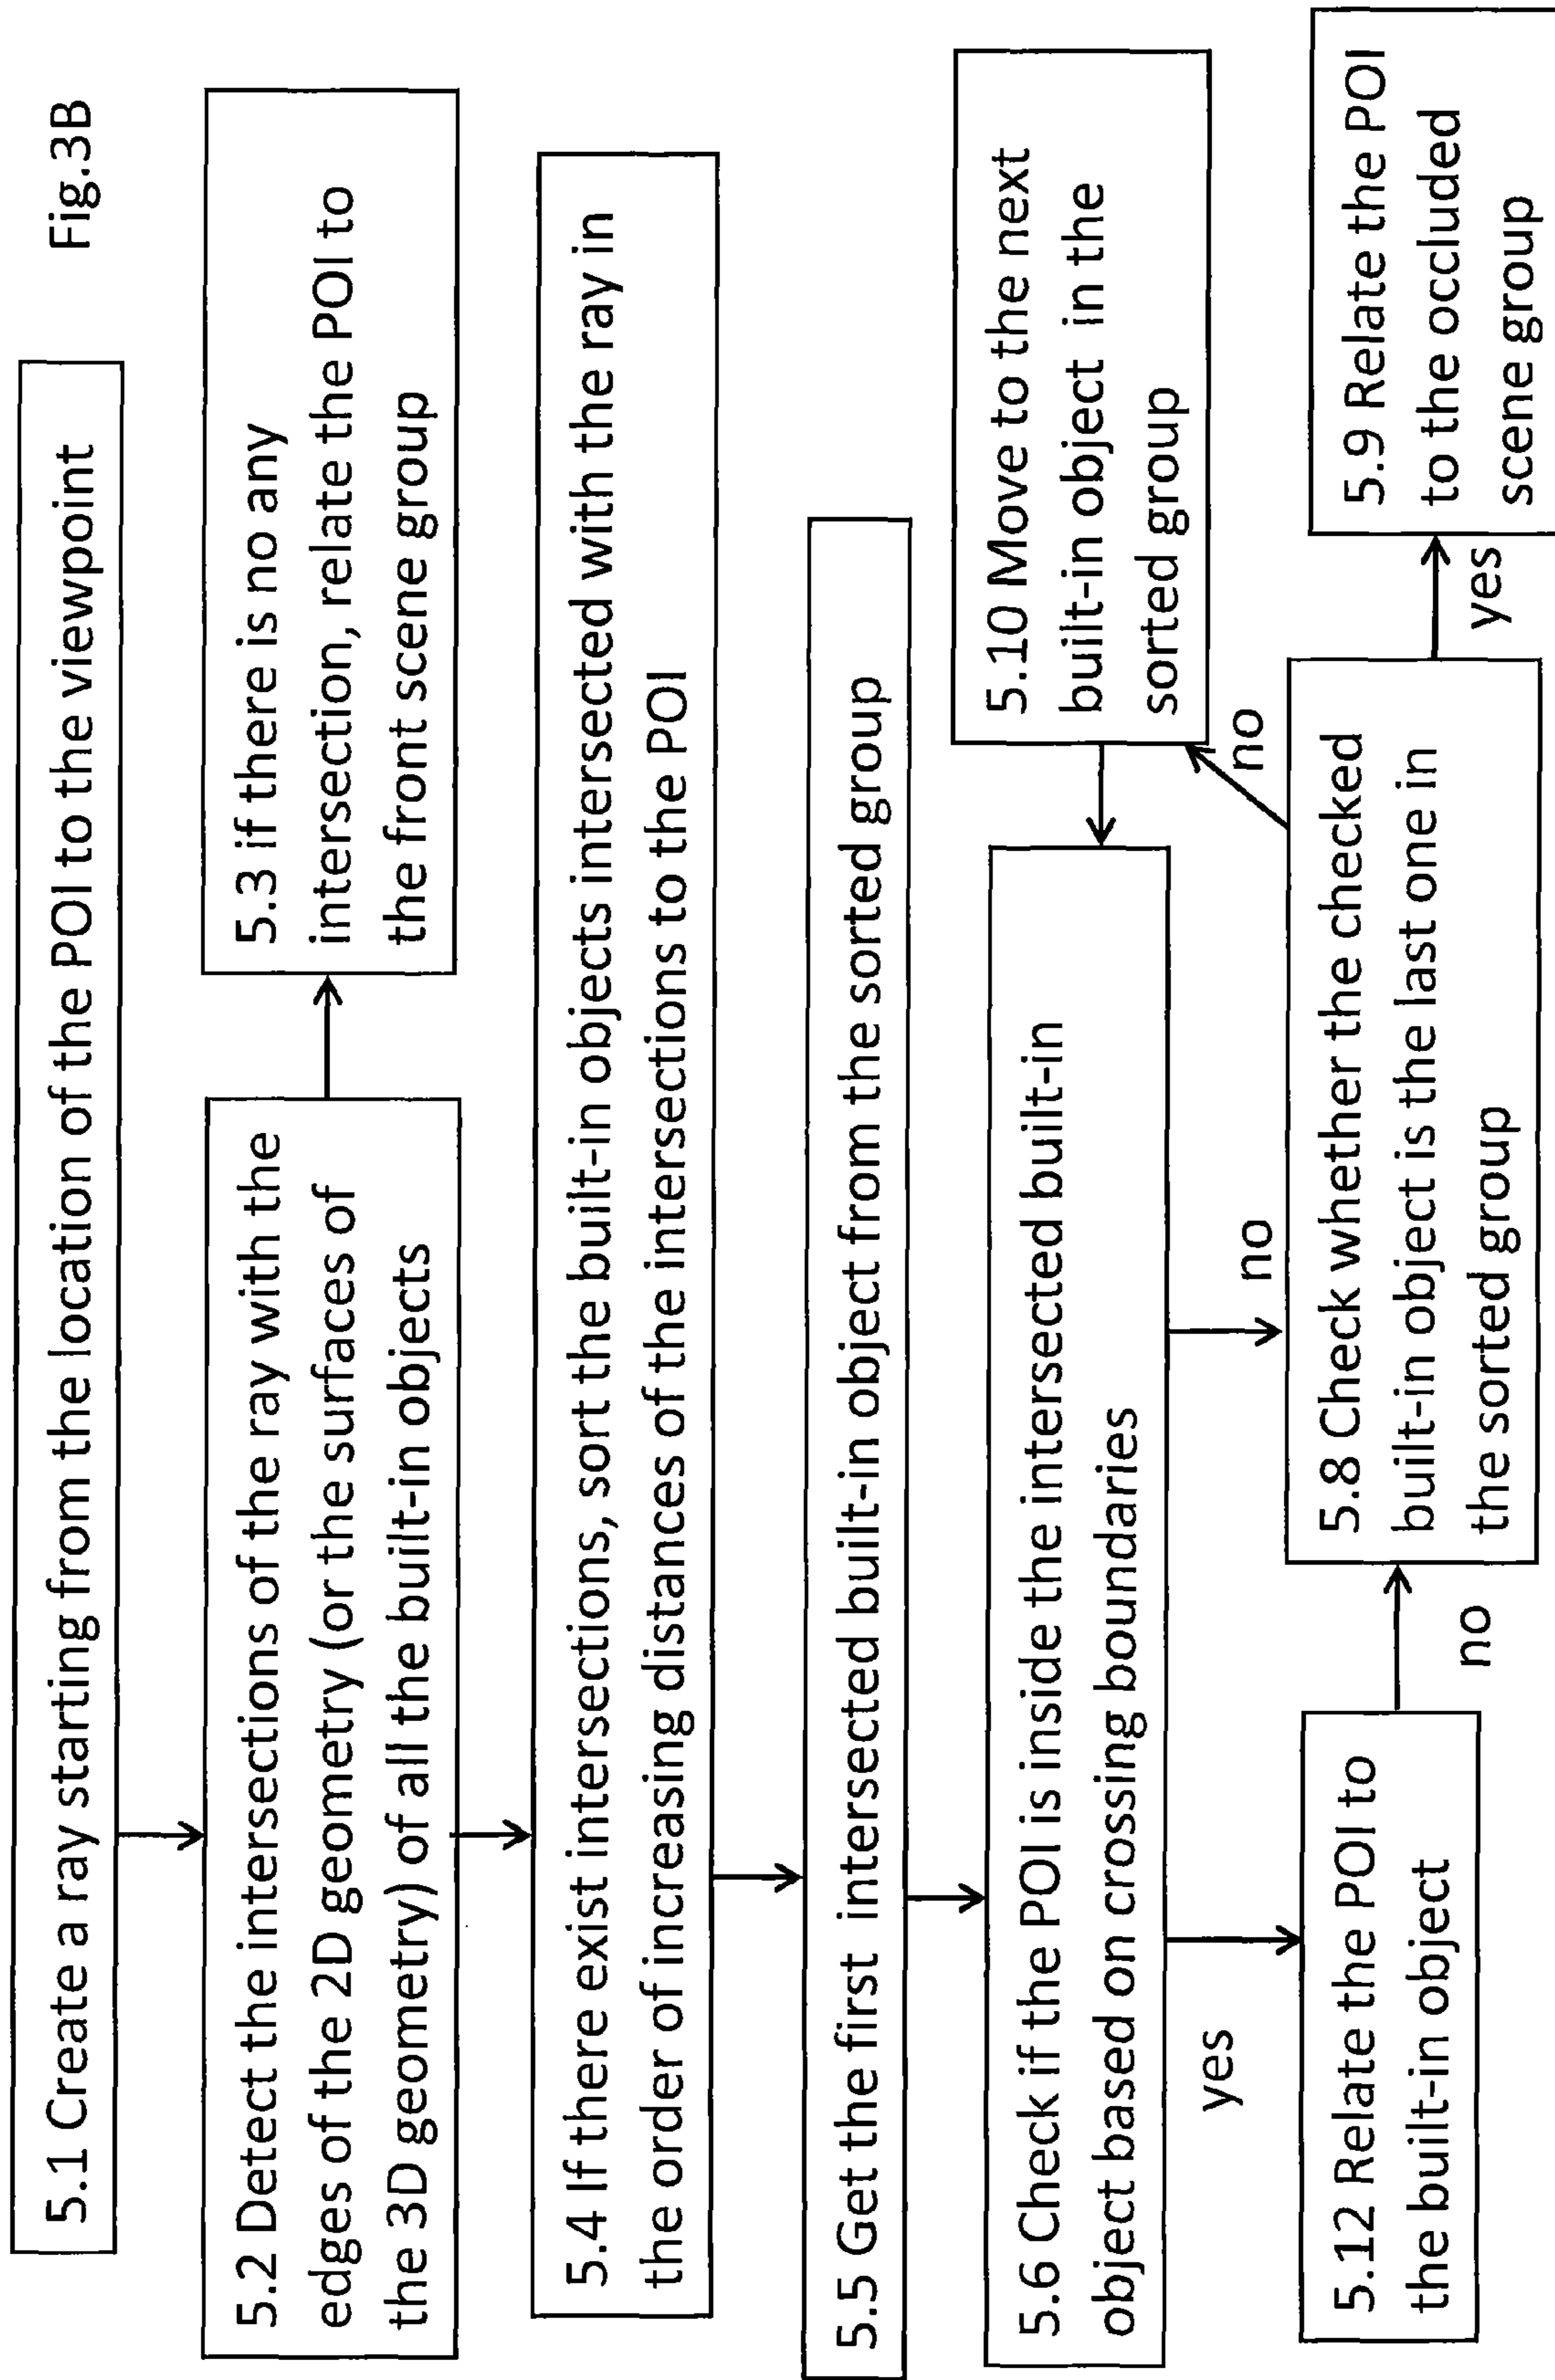 Fig.3B
5.1 Create a ray starting from the location of the POI to the viewpoint
5.2 Detect the intersections of the ray with the
edges of the 2D geometry (or the surfaces of
the 3D geometry) of all the built-in objects
5.3 if there is no any
intersection, relate the POI to
the front scene group
5.4 If there exist intersections, sort the built-in objects intersected with the ray in
the order of increasing distances of the intersections to the POI
5.5 Get the first intersected built-in object from the sorted group
5.6 Check if the POI is inside the intersected built-in
object based on crossing boundaries
5.10 Move to the next
built-in object in the
sorted group
yes
no
no
5.12 Relate the POI to
the built-in object
no
5.8 Check whether the checked
built-in object is the last one in
the sorted group
yes
5.9 Relate the POI
to the occluded
scene group